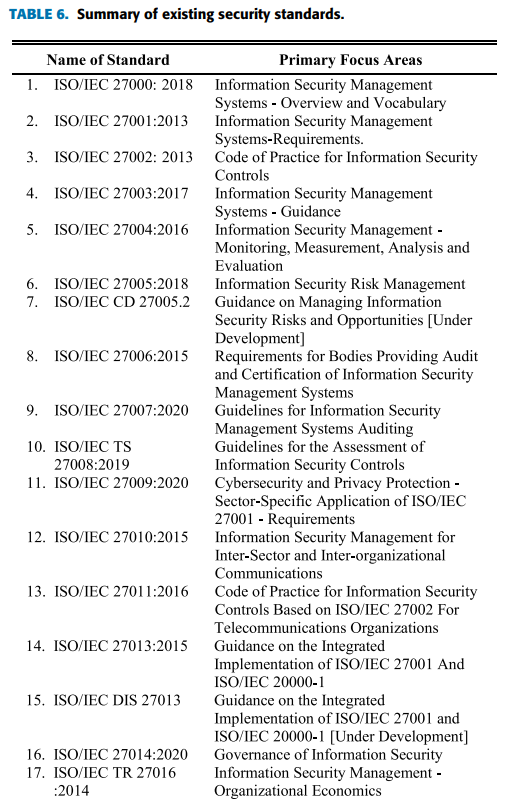 TABLE 6. Summary of existing security standards.
Name of Standard Primary Focus Areas
1. ISO/IEC 27000: 2018 Information Security Management
Systems - Overview and Vocabulary
2. ISO/IEC 27001:2013 Information Security Management
Systems-Requirements.
3. ISO/IEC 27002: 2013 Code of Practice for Information Security
Controls
4. ISO/IEC 27003:2017 Information Security Management
Systems - Guidance
5. ISO/IEC 27004:2016 Information Security Management -
Monitoring, Measurement, Analysis and
Evaluation
6. ISO/IEC 27005:2018 Information Security Risk Management
7. ISO/IEC CD 27005.2 Guidance on Managing Information
Security Risks and Opportunities [Under
Development]
8. ISO/IEC 27006:2015 Requirements for Bodies Providing Audit
and Certification of Information Security
Management Systems
9. ISO/IEC 27007:2020 Guidelines for Information Security
Management Systems Auditing
10. ISO/IEC TS Guidelines for the Assessment of
27008:2019 Information Security Controls
11. ISO/IEC 27009:2020 Cybersecurity and Privacy Protection -
Sector-Specific Application of ISO/IEC
27001 - Requirements
12. ISO/IEC 27010:2015 Information Security Management for
Inter-Sector and Inter-organizational
Communications
13. ISO/IEC 27011:2016 Code of Practice for Information Security
Controls Based on ISO/IEC 27002 For
Telecommunications Organizations
14. ISO/IEC 27013:2015 Guidance on the Integrated
Implementation of ISO/IEC 27001 And
ISO/IEC 20000-1
15. ISO/IEC DIS 27013 Guidance on the Integrated
Implementation of ISO/IEC 27001 and
ISO/IEC 20000-1 [Under Development]
16. ISO/IEC 27014:2020 Governance of Information Security
17. ISO/IEC TR 27016 Information Security Management -
:2014 Organizational Economics